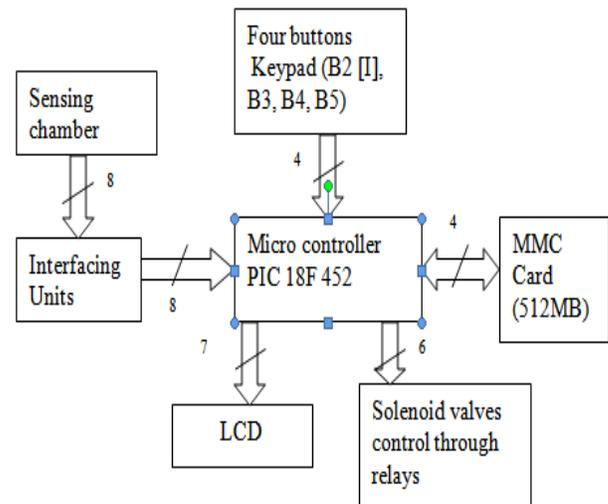 Four buttons
Keypad (B2 [I],
B3, B4, B5)
Sensing
chamber
4
8
Interfacing
Units
8
Micro controller
PIC 18F 452
4
MMC
Card
(512MB)
7
6
LCD
Solenoid valves
control through
relays